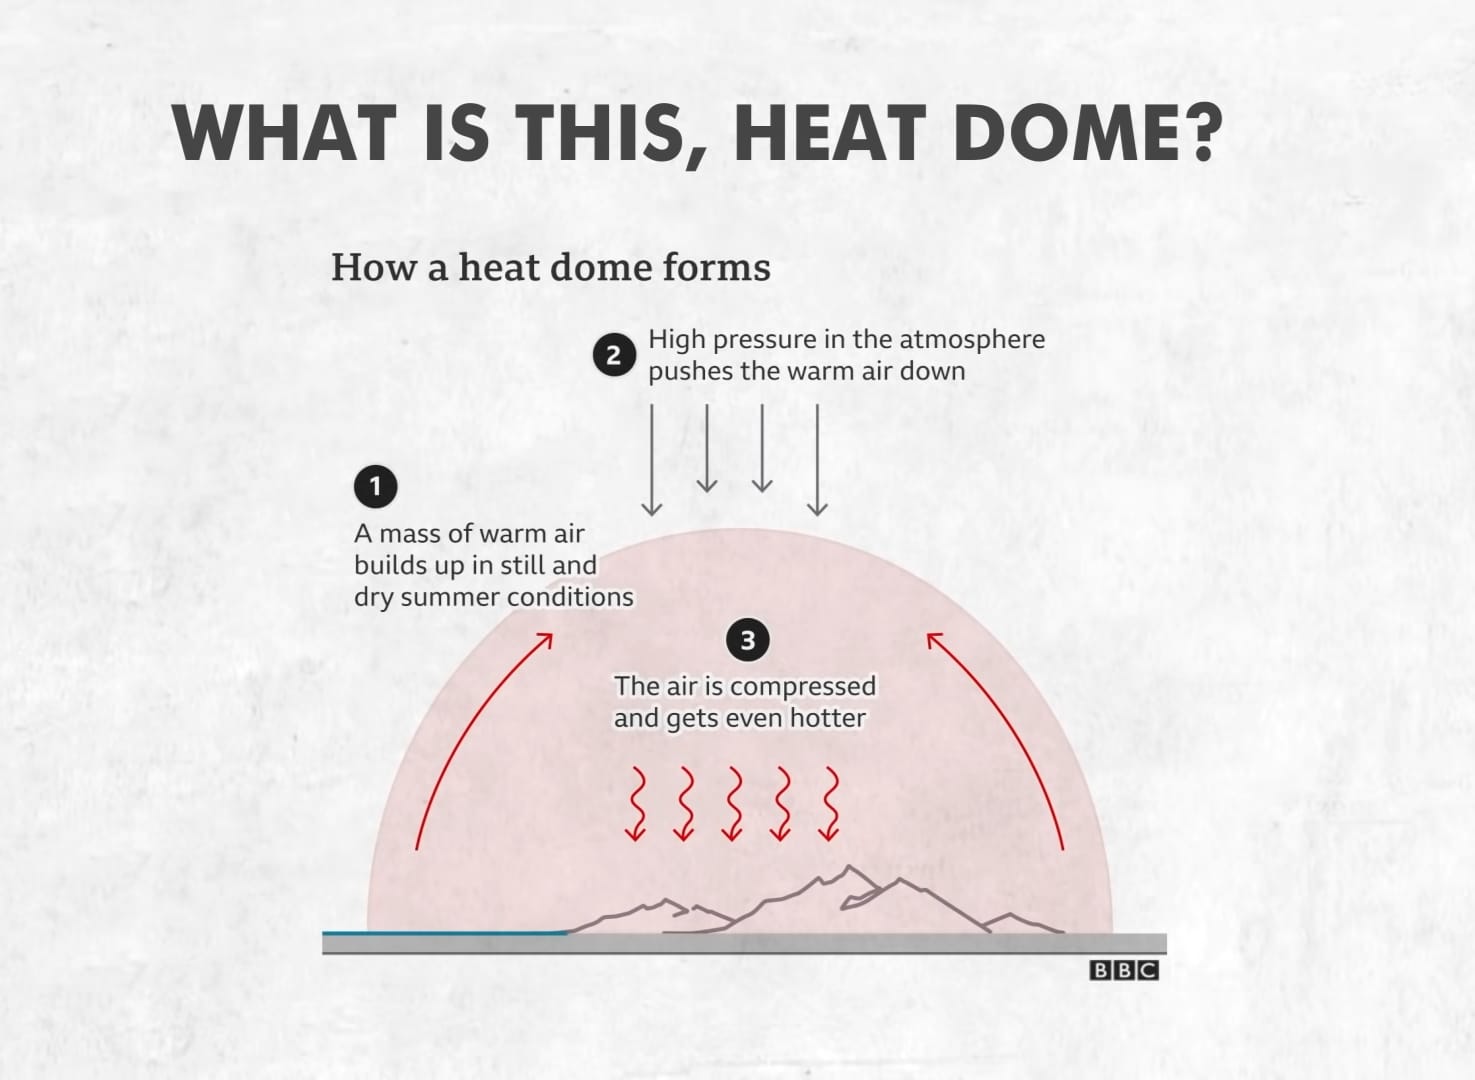 WHAT IS THIS, HEAT DOME?
How a heat dome forms
2
High pressure in the atmosphere
pushes the warm air down
1
A mass of warm air
builds up in still and
dry summer conditions
3
The air is compressed
and gets even hotter
BBC